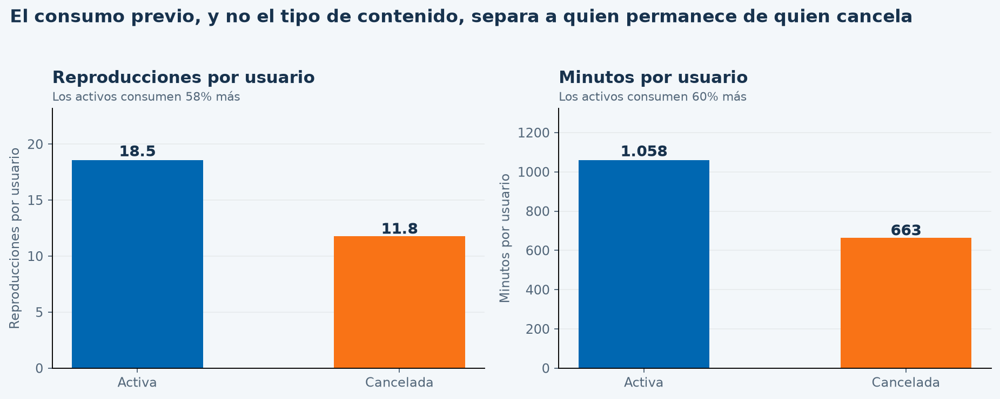 El consumo previo, y no el tipo de contenido, separa a quien permanece de quien cancela
Reproducciones por usuario
Los activos consumen 58% más
Reproducciones por usuario
20
15
10
5
0
18.5
11.8
Activa
Cancelada
Minutos por usuario
Los activos consumen 60% más
Minutos por usuario
1200
1000
800
600
400
200
0
1.058
663
Activa
Cancelada